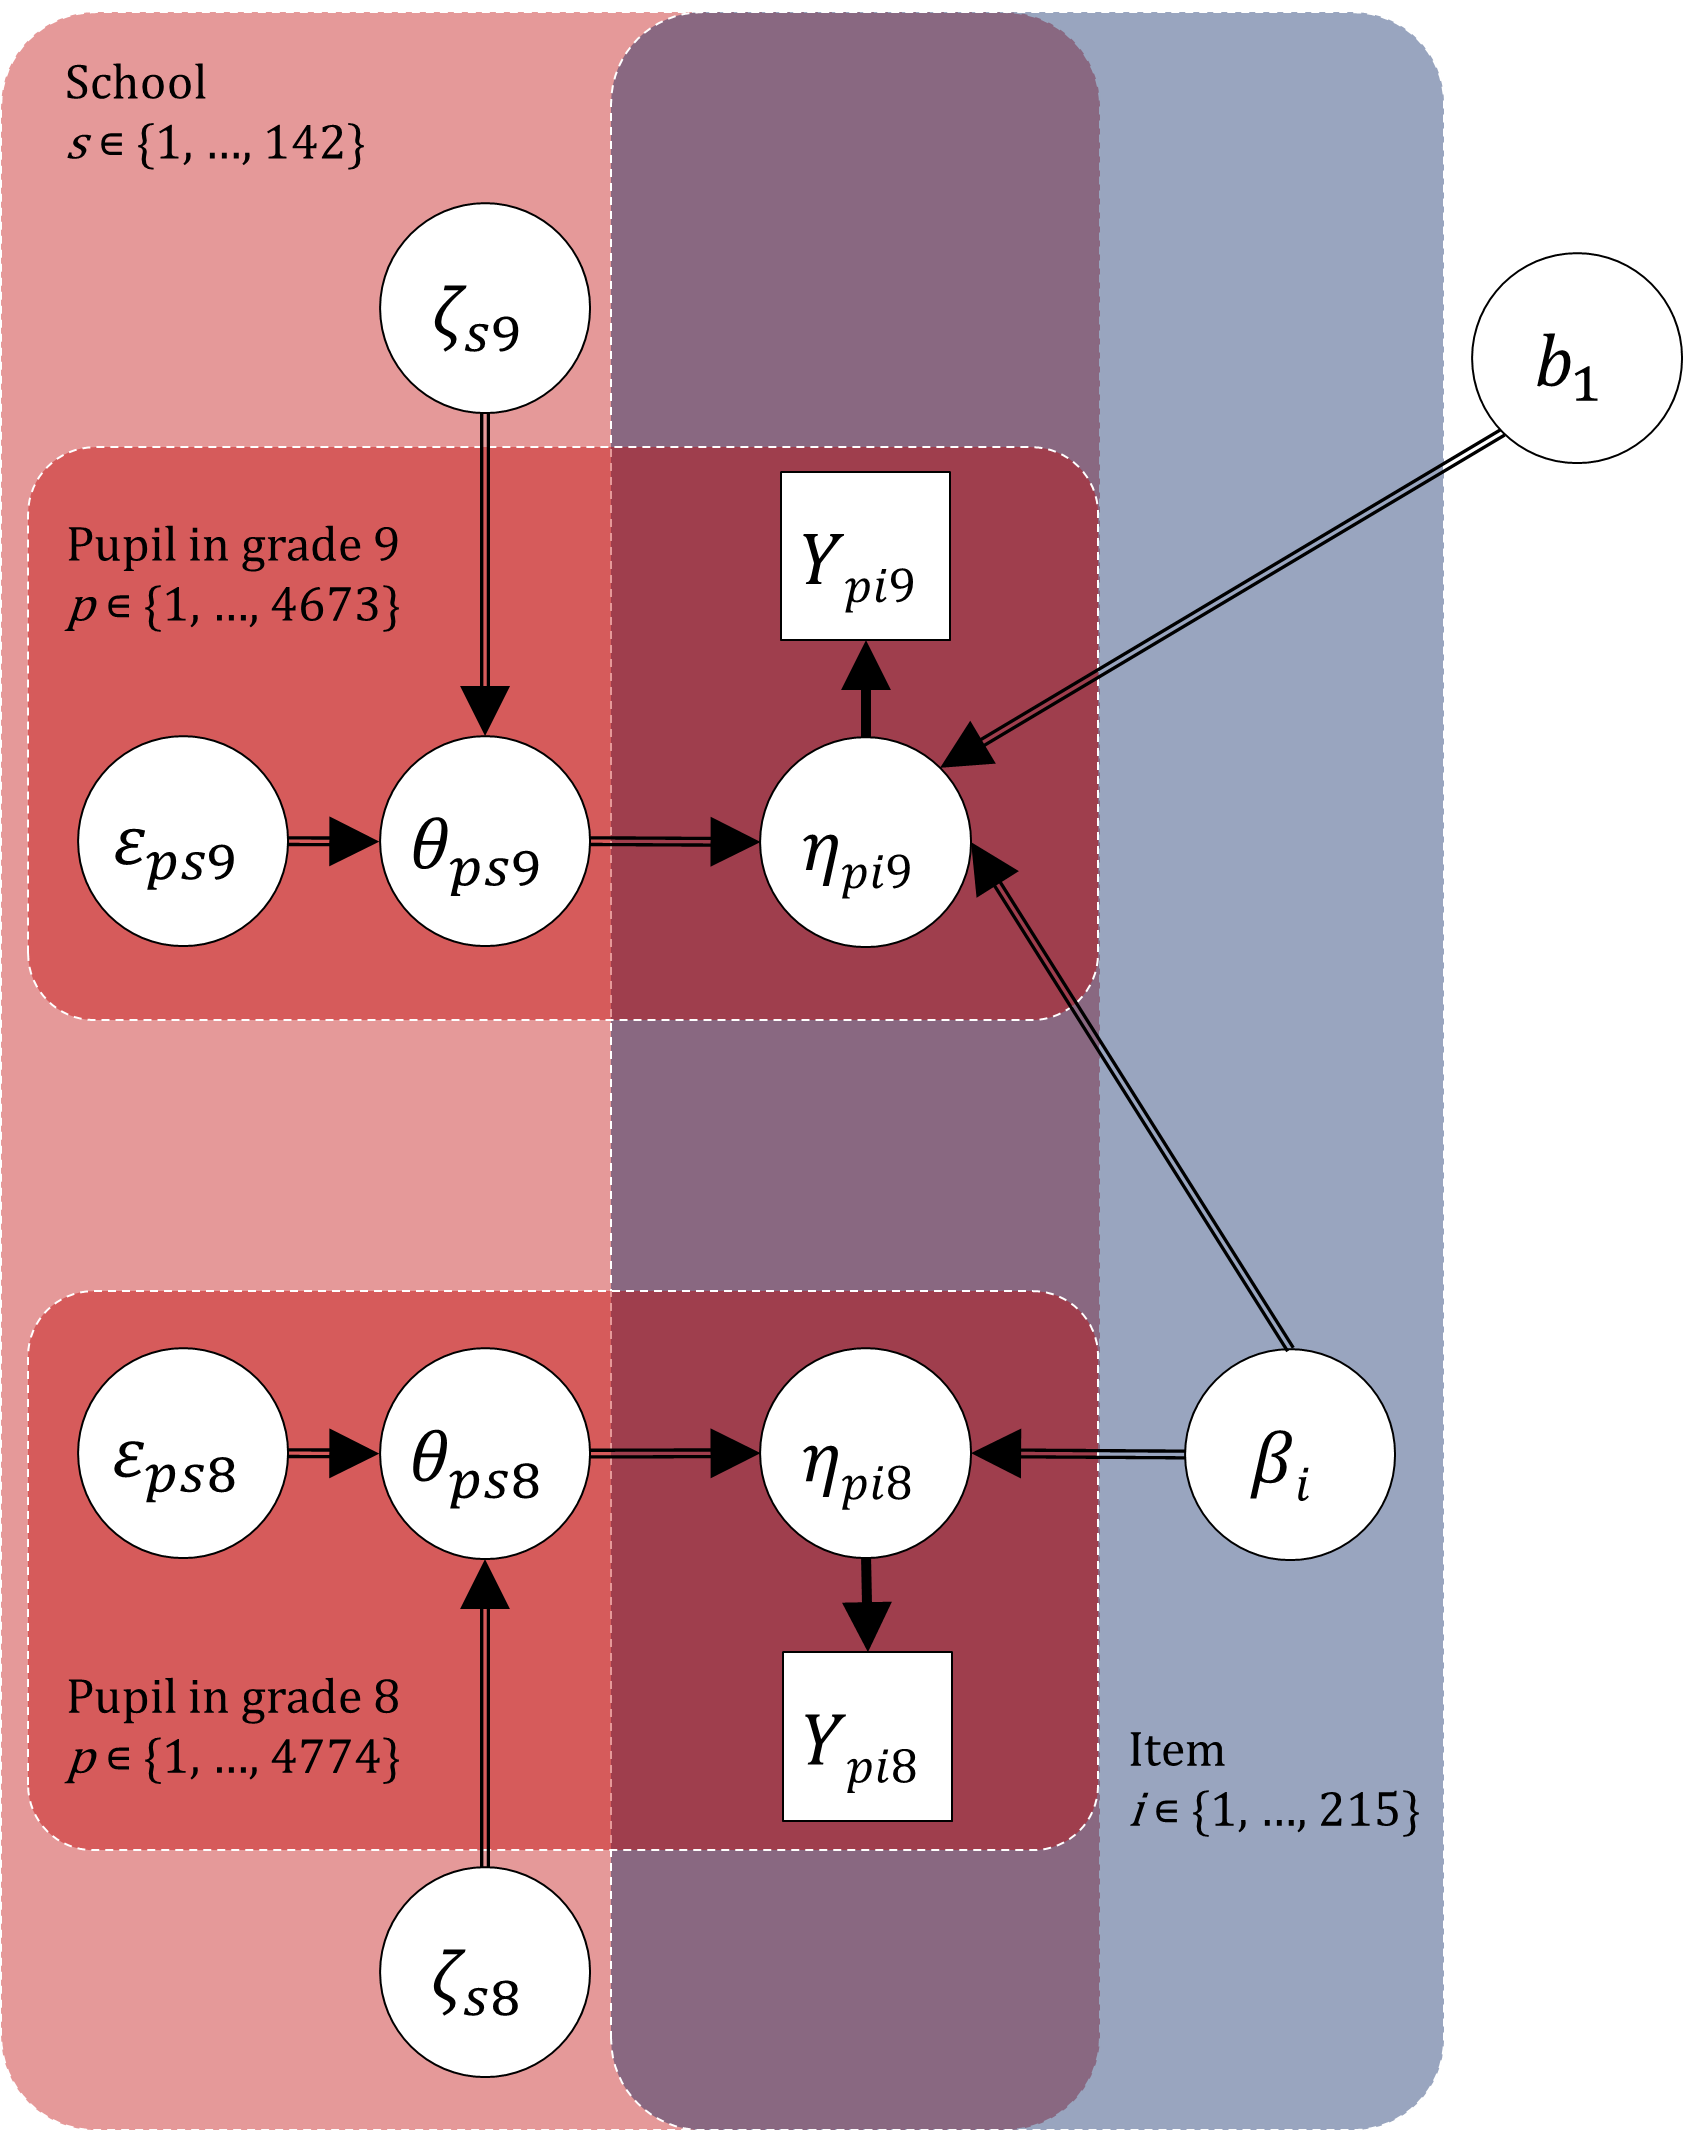 School
s ∈ {1, ..., 142}
ζs9
b1
Pupil in grade 9
p ∈ {1, ..., 4673}
Ypi9
εps9
θps9
ηpi9
εps8
θps8
ηpi8
βi
Pupil in grade 8
p ∈ {1, ..., 4774}
Ypi8
Item
i ∈ {1, ..., 215}
ζs8